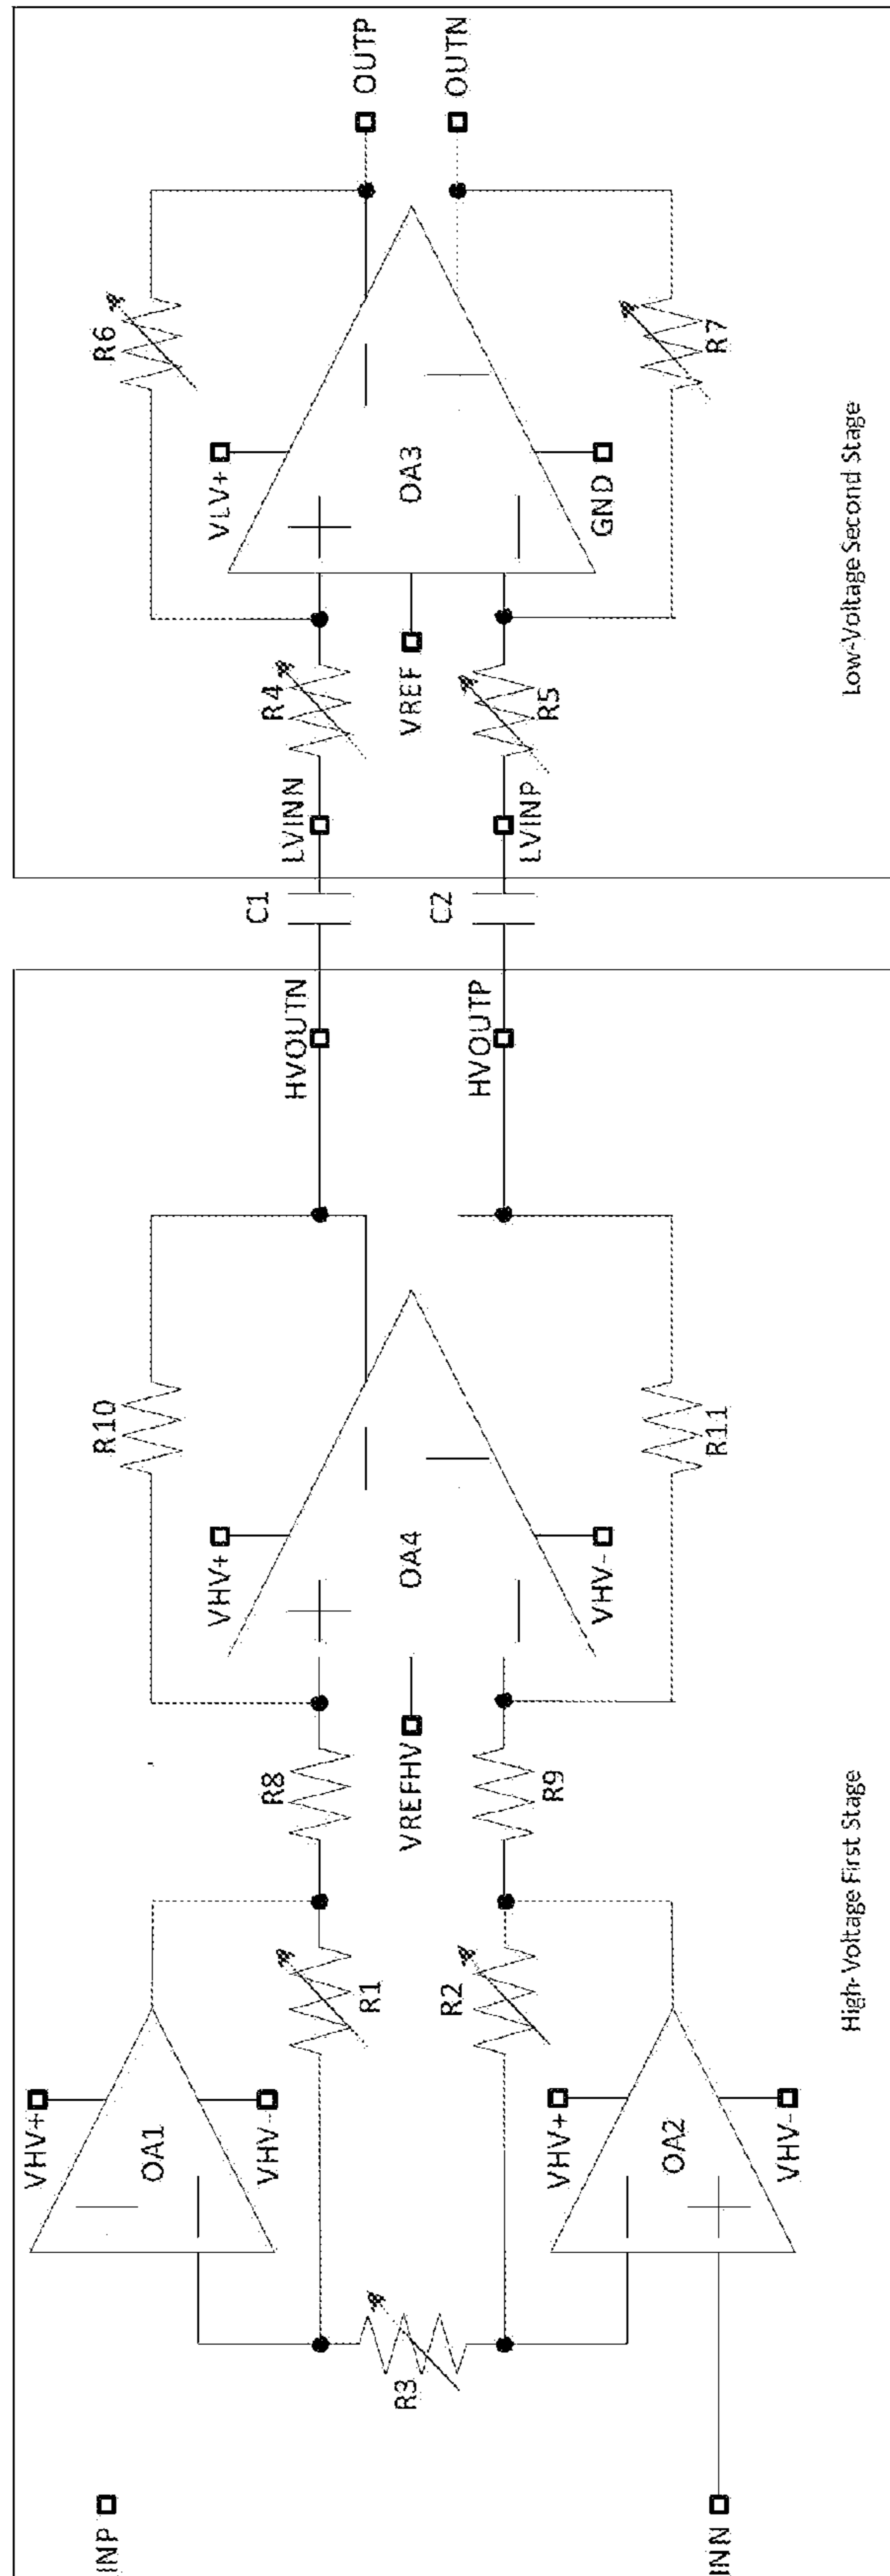 INP
INN
R3
VHV+
OA1
VHV-
VHV+
OA2
VHV-
R1
R2
R8
VREFHV
R9
VHV+
OA4
VHV-
R10
R11
HVOUTN
HVOUTP
High-Voltage First Stage
C1
C2
LVINN
LVINP
R4
VREF
R5
VLV+
OA3
GND
R6
R7
OUTP
OUTN
Low-Voltage Second Stage